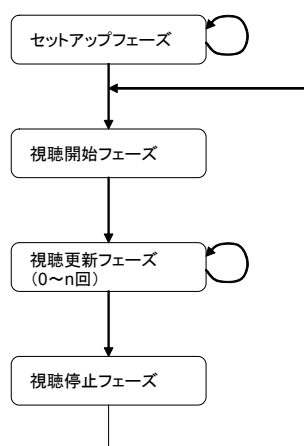 セットアップフェーズ
視聴開始フェーズ
視聴更新フェーズ
(0～n回)
視聴停止フェーズ